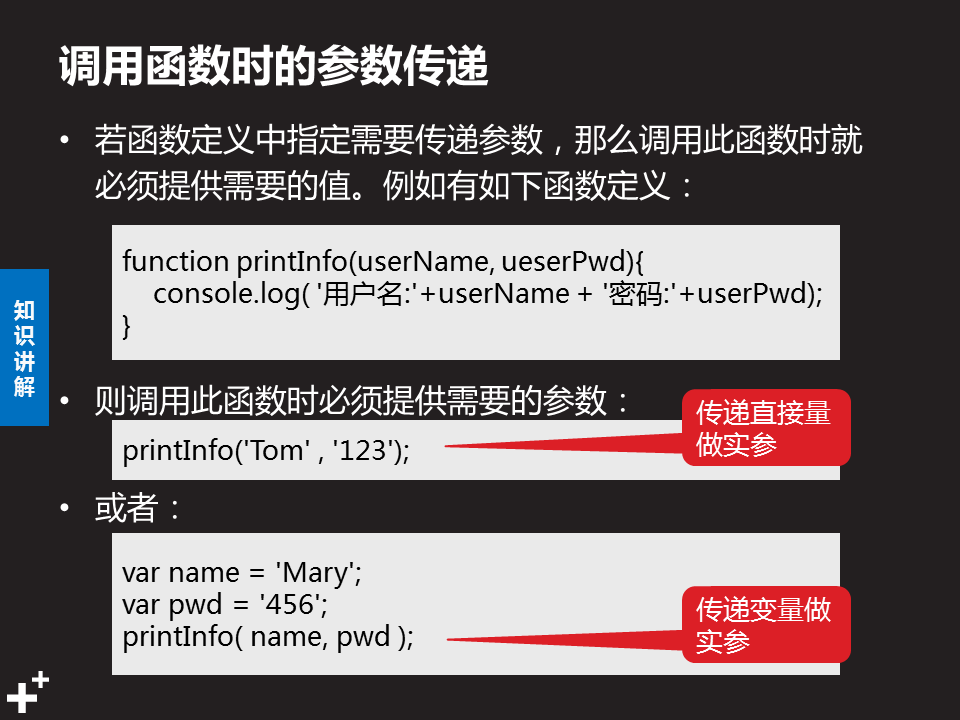 调用函数时的参数传递
• 若函数定义中指定需要传递参数，那么调用此函数时就
必须提供需要的值。例如有如下函数定义：
function printInfo(userName, ueserPwd){
console.log( '用户名:'+userName + '密码:'+userPwd);
}
知识讲解
• 则调用此函数时必须提供需要的参数：
printInfo('Tom' , '123');
传递直接量
做实参
• 或者：
var name = 'Mary';
var pwd = '456';
printInfo( name, pwd );
传递变量做
实参